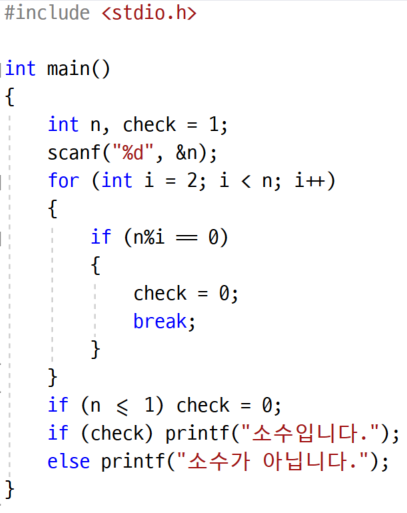 #include <stdio.h>
int main()
{
int n, check = 1;
scanf("%d", &n);
for (int i = 2; i < n; i++)
{
if (n%i == 0)
{
check = 0;
break;
}
}
if (n <= 1) check = 0;
if (check) printf("소수입니다.");
else printf("소수가 아닙니다.");
}